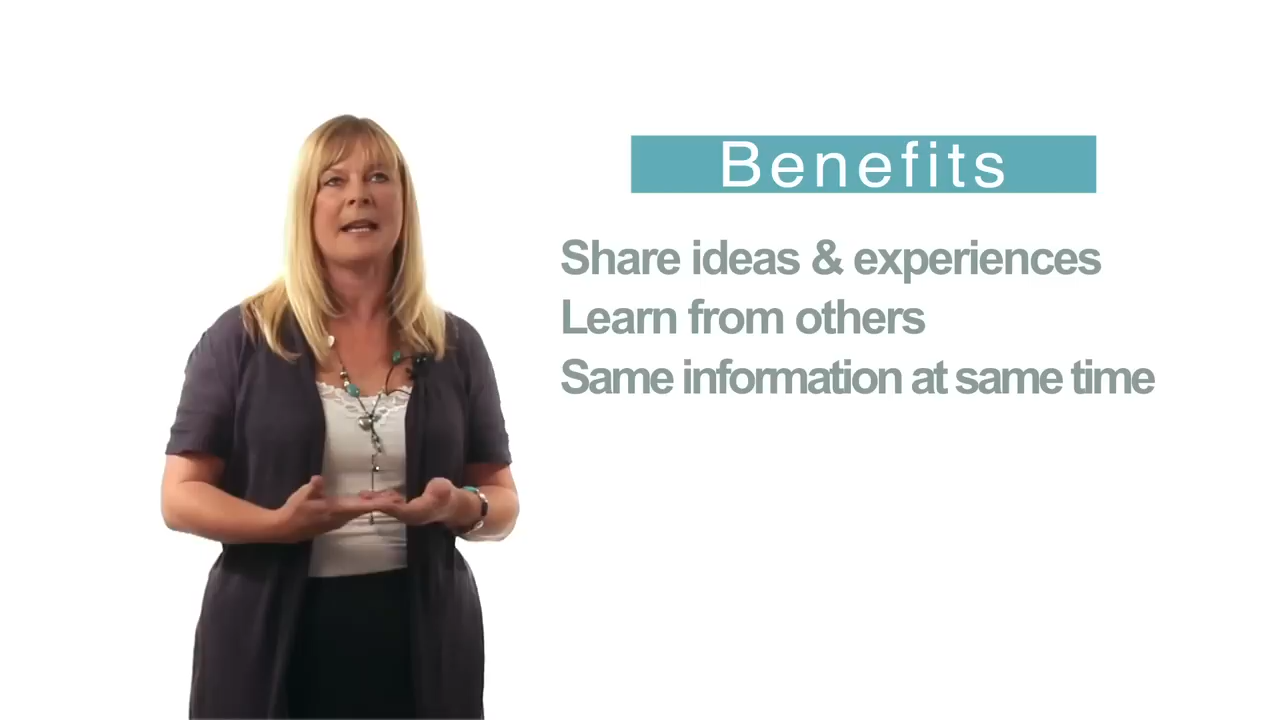 Benefits
Share ideas & experiences
Learn from others
Same information at same time